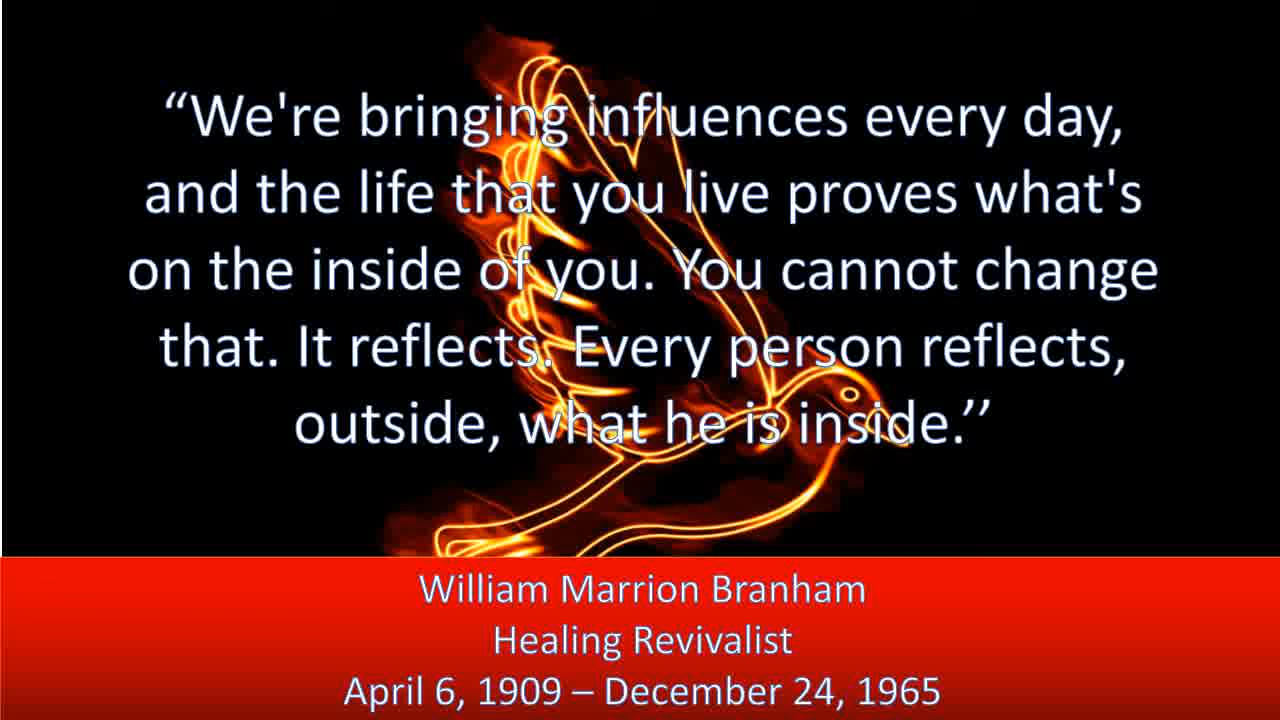 “We're bringing influences every day,
and the life that you live proves what's
on the inside of you. You cannot change
that. It reflects. Every person reflects,
outside, what he is inside.’’
William Marrion Branham
Healing Revivalist
April 6, 1909 – December 24, 1965